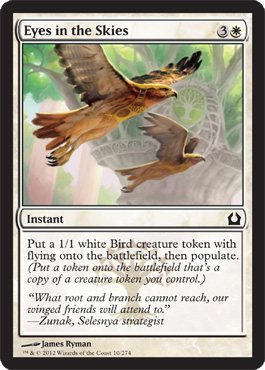 Eyes in the Skies 3
Instant
Put a 1/1 white Bird creature token with
flying onto the battlefield, then populate.
(Put a token onto the battlefield that's a
copy of a creature token you control.)
"What root and branch cannot reach, our
winged friends will attend to."
—Zunak, Selesnya strategist
James Ryman
™ & © 2012 Wizards of the Coast 10/274